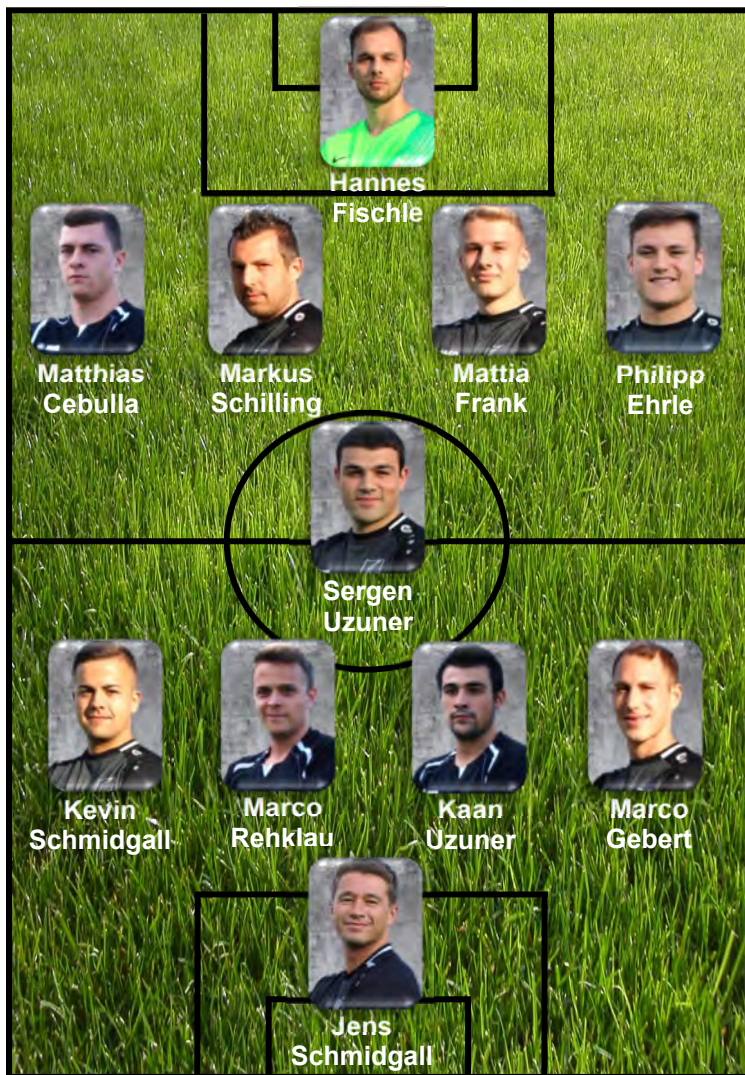 Hannes
Fischle
Matthias
Cebulla
Markus
Schilling
Mattia
Frank
Philipp
Ehrle
Sergen
Uzuner
Kevin
Schmidgall
Marco
Rehklau
Kaan
Uzuner
Marco
Gebert
Jens
Schmidgall